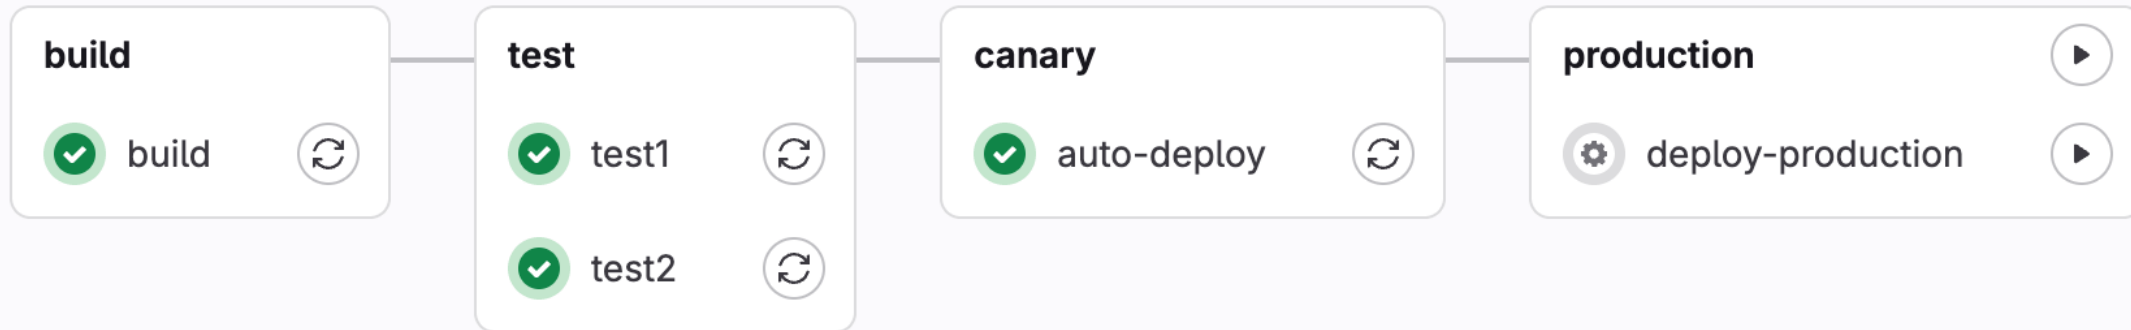 build
build
test
test1
test2
canary
auto-deploy
production
deploy-production